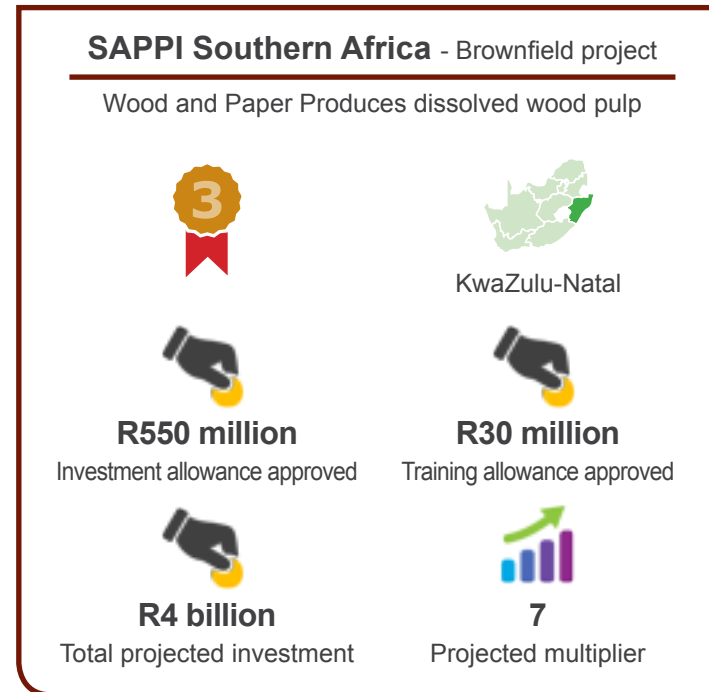 SAPPI Southern Africa - Brownfield project
Wood and Paper Produces dissolved wood pulp
3
KwaZulu-Natal
R550 million
Investment allowance approved
R30 million
Training allowance approved
R4 billion
Total projected investment
7
Projected multiplier